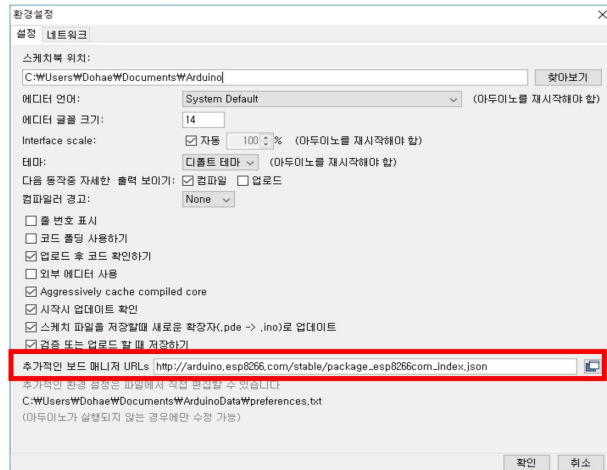 환경설정
설정 네트워크
스케치북 위치:
C:₩Users₩Dohae₩Documents₩Arduino 찾아보기
에디터 언어: System Default (아두이노를 재시작해야 함)
에디터 글꼴 크기: 14
Interface scale: 자동 100 % (아두이노를 재시작해야 함)
테마: 디폴트 테마 (아두이노를 재시작해야 함)
다음 동작중 자세한 출력 보이기: 컴파일 업로드
컴파일러 경고: None
줄 번호 표시
코드 폴딩 사용하기
업로드 후 코드 확인하기
외부 에디터 사용
Aggressively cache compiled core
시작시 업데이트 확인
스케치 파일을 저장할때 새로운 확장자(.pde -> .ino)로 업데이트
검증 또는 업로드 할 때 저장하기
추가적인 보드 매니저 URLs http://arduino.esp8266.com/stable/package_esp8266com_index.json
추가적인 환경 설정은 파일에서 직접 편집할 수 있습니다
C:₩Users₩Dohae₩Documents₩ArduinoData₩preferences.txt
(아두이노가 실행되지 않는 경우에만 수정 가능)
확인 취소